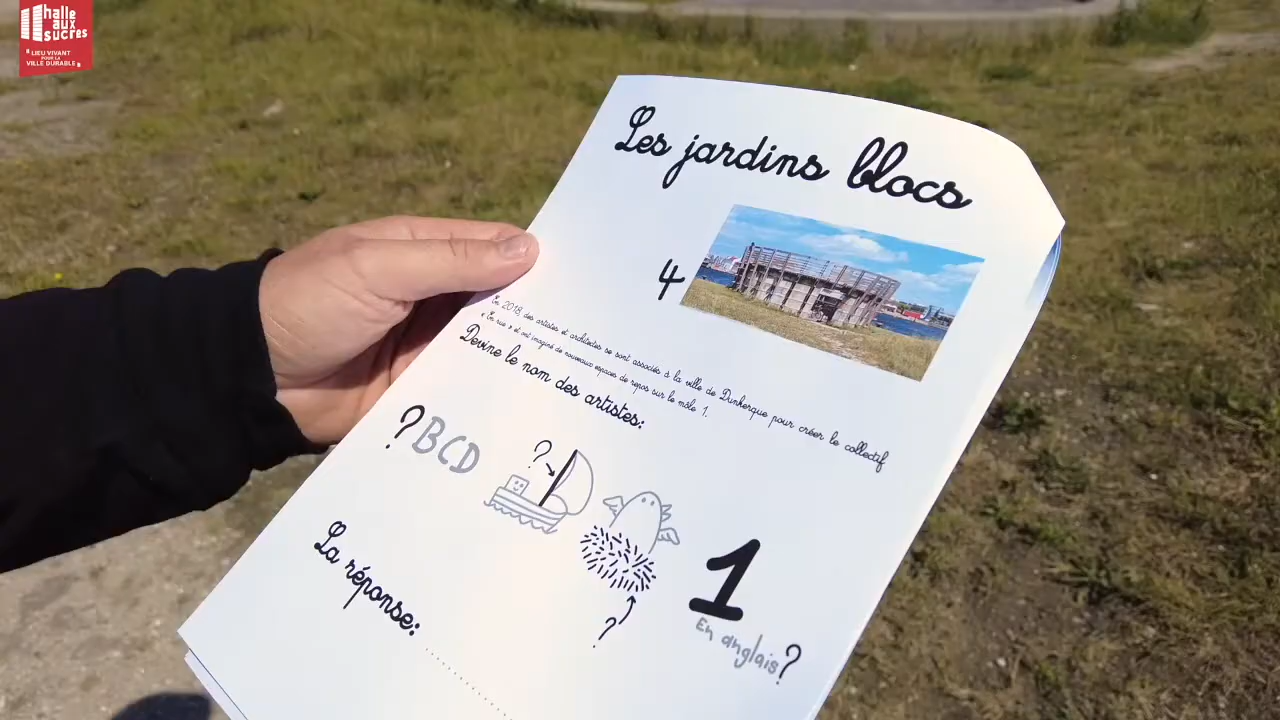 halle
aux
sucres
" LIEU VIVANT
POUR LA
VILLE DURABLE "
Les jardins blocs
4
En 2018, des artistes et architectes se sont associés à la ville de Dunkerque pour créer le collectif
« En rue » et ont imaginé de nouveaux espaces de repos sur le môle 1.
Devine le nom des artistes:
? BCD
?
?
1
En anglais ?
La réponse: